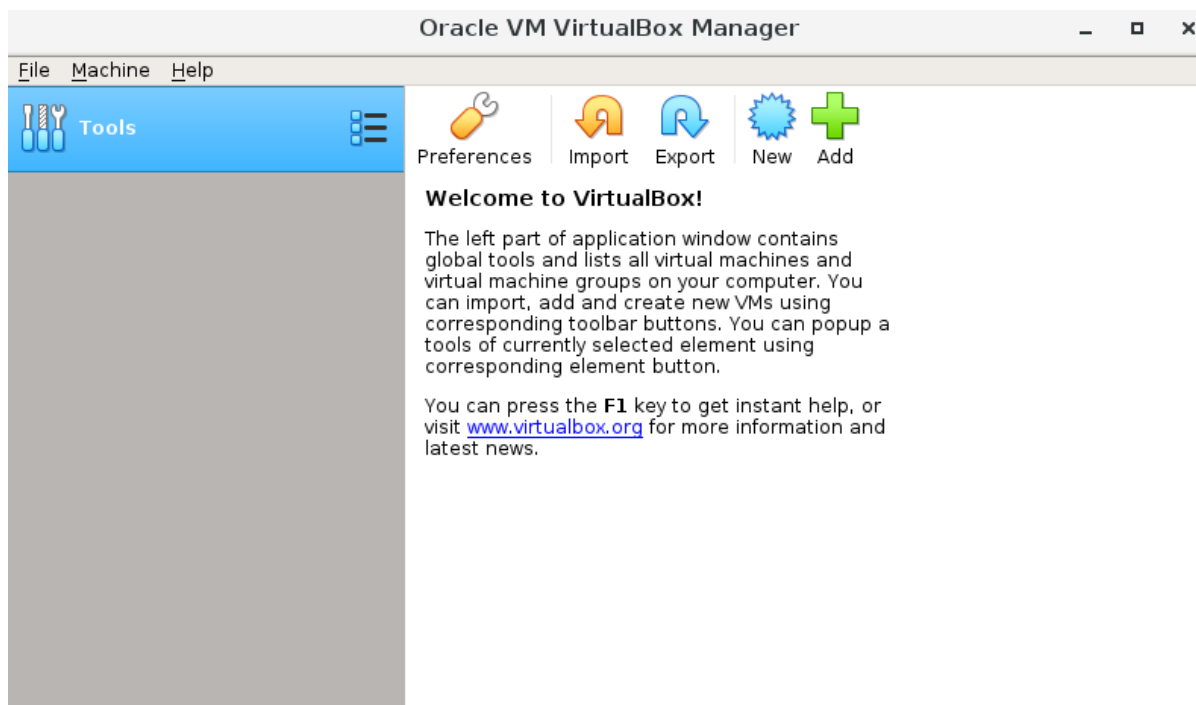 Oracle VM VirtualBox Manager
File Machine Help
Tools
Preferences Import Export New Add
Welcome to VirtualBox!
The left part of application window contains
global tools and lists all virtual machines and
virtual machine groups on your computer. You
can import, add and create new VMs using
corresponding toolbar buttons. You can popup a
tools of currently selected element using
corresponding element button.
You can press the F1 key to get instant help, or
visit www.virtualbox.org for more information and
latest news.